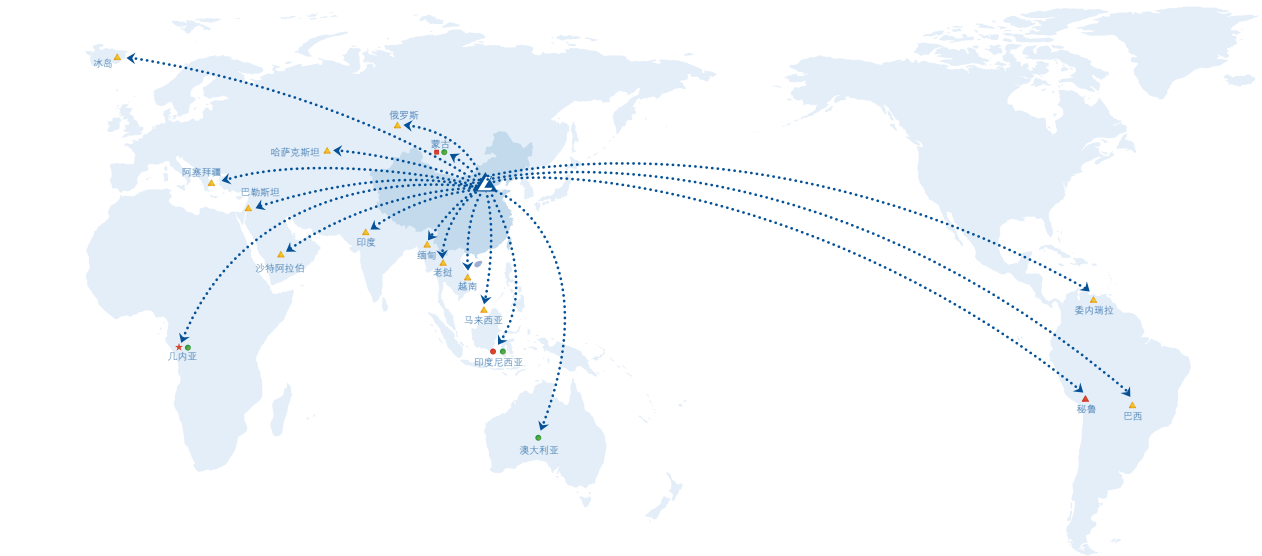 冰岛
俄罗斯
蒙古
哈萨克斯坦
阿塞拜疆
巴勒斯坦
印度
缅甸
沙特阿拉伯
老挝
越南
委内瑞拉
马来西亚
几内亚
印度尼西亚
秘鲁
巴西
澳大利亚